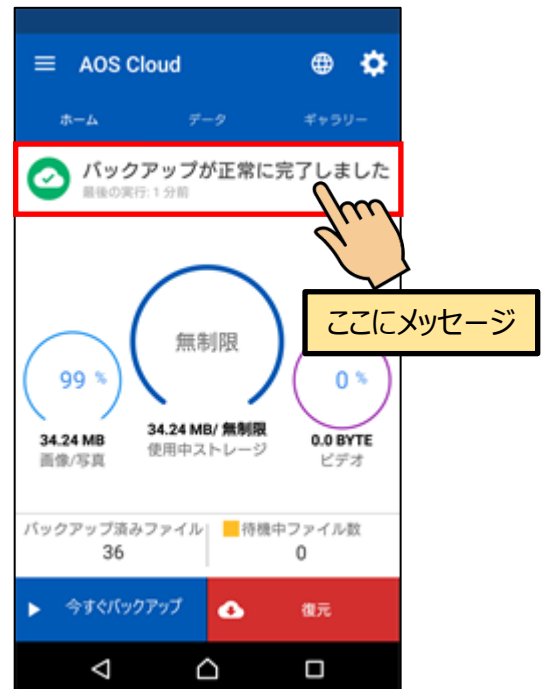 AOS Cloud
ホーム データ ギャラリー
バックアップが正常に完了しました
最後の実行: 1 分前
ここにメッセージ
無制限
99 %
0 %
34.24 MB
画像/写真
34.24 MB/ 無制限
使用中ストレージ
0.0 BYTE
ビデオ
バックアップ済みファイル 待機中ファイル数
36 0
今すぐバックアップ 復元